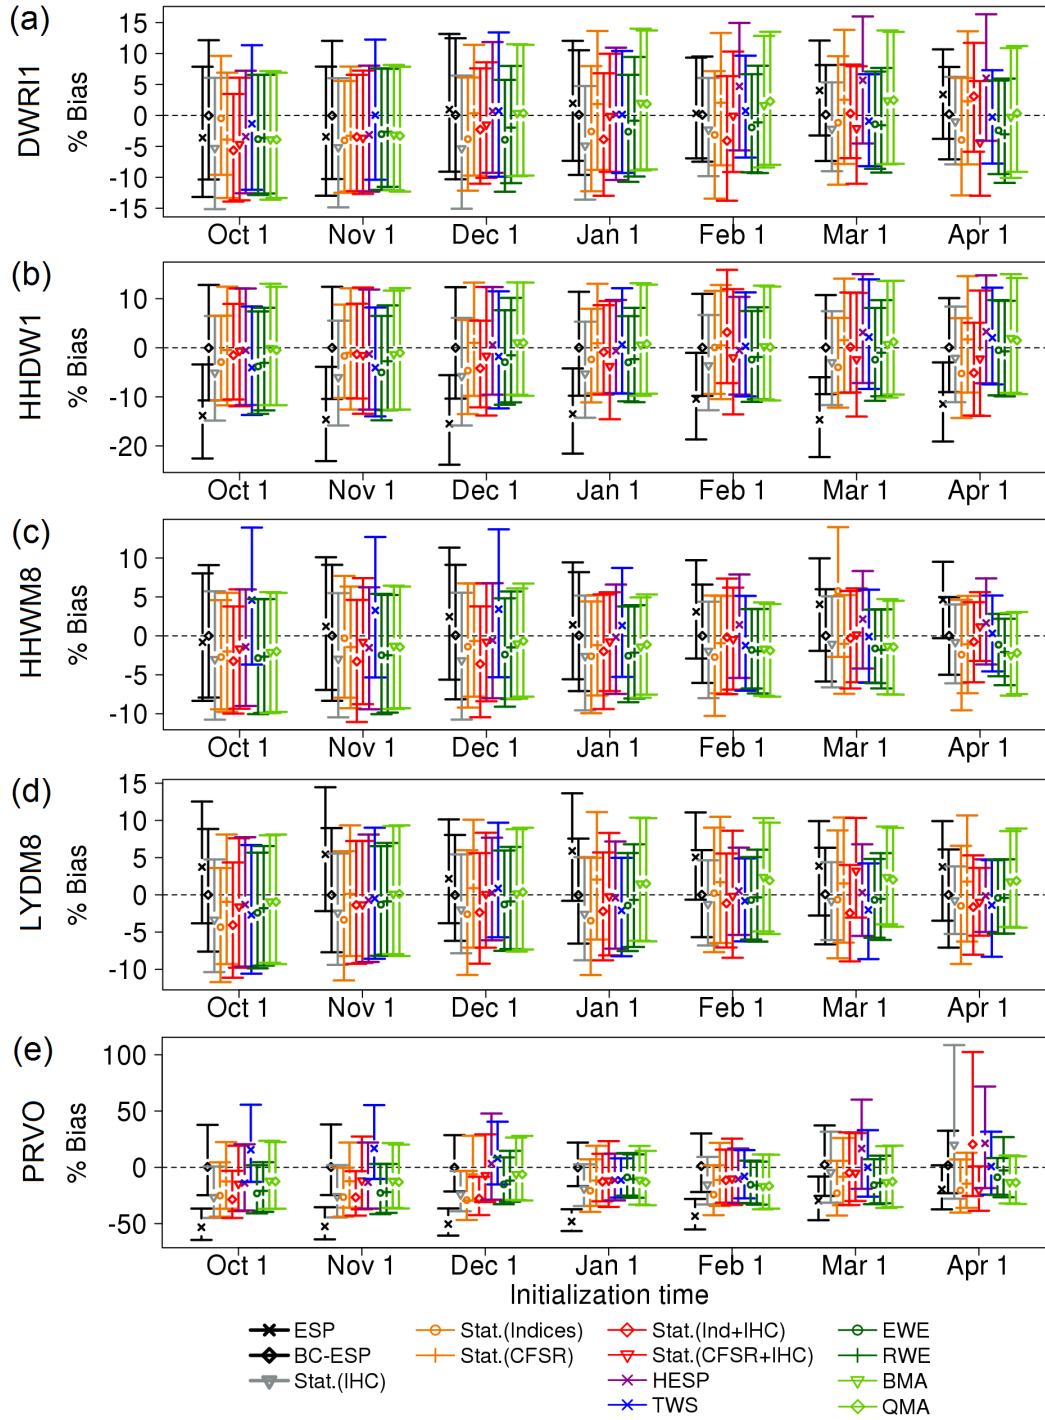 (a)
DWRI1
% Bias
15
10
5
0
-5
-10
-15
Oct 1 Nov 1 Dec 1 Jan 1 Feb 1 Mar 1 Apr 1
(b)
HHDW1
% Bias
10
0
-10
-20
Oct 1 Nov 1 Dec 1 Jan 1 Feb 1 Mar 1 Apr 1
(c)
HHWM8
% Bias
10
5
0
-5
-10
Oct 1 Nov 1 Dec 1 Jan 1 Feb 1 Mar 1 Apr 1
(d)
LYDM8
% Bias
15
10
5
0
-5
-10
Oct 1 Nov 1 Dec 1 Jan 1 Feb 1 Mar 1 Apr 1
(e)
PRVO
% Bias
100
50
0
-50
Oct 1 Nov 1 Dec 1 Jan 1 Feb 1 Mar 1 Apr 1
Initialization time
ESP
BC-ESP
Stat.(IHC)
Stat.(Indices)
Stat.(CFSR)
Stat.(Ind+IHC)
Stat.(CFSR+IHC)
HESP
TWS
EWE
RWE
BMA
QMA